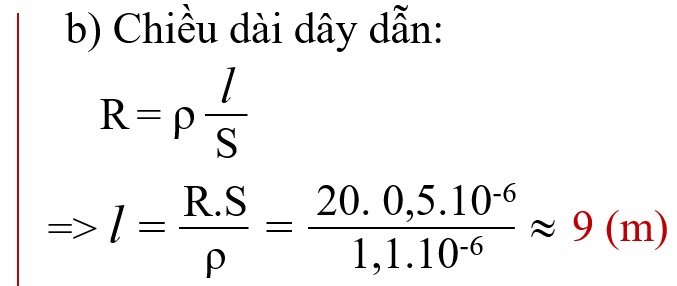 b) Chiều dài dây dẫn:
R = ρ l/S
=> l = R.S/ρ = 20. 0,5.10⁻⁶/1,1.10⁻⁶ ≈ 9 (m)